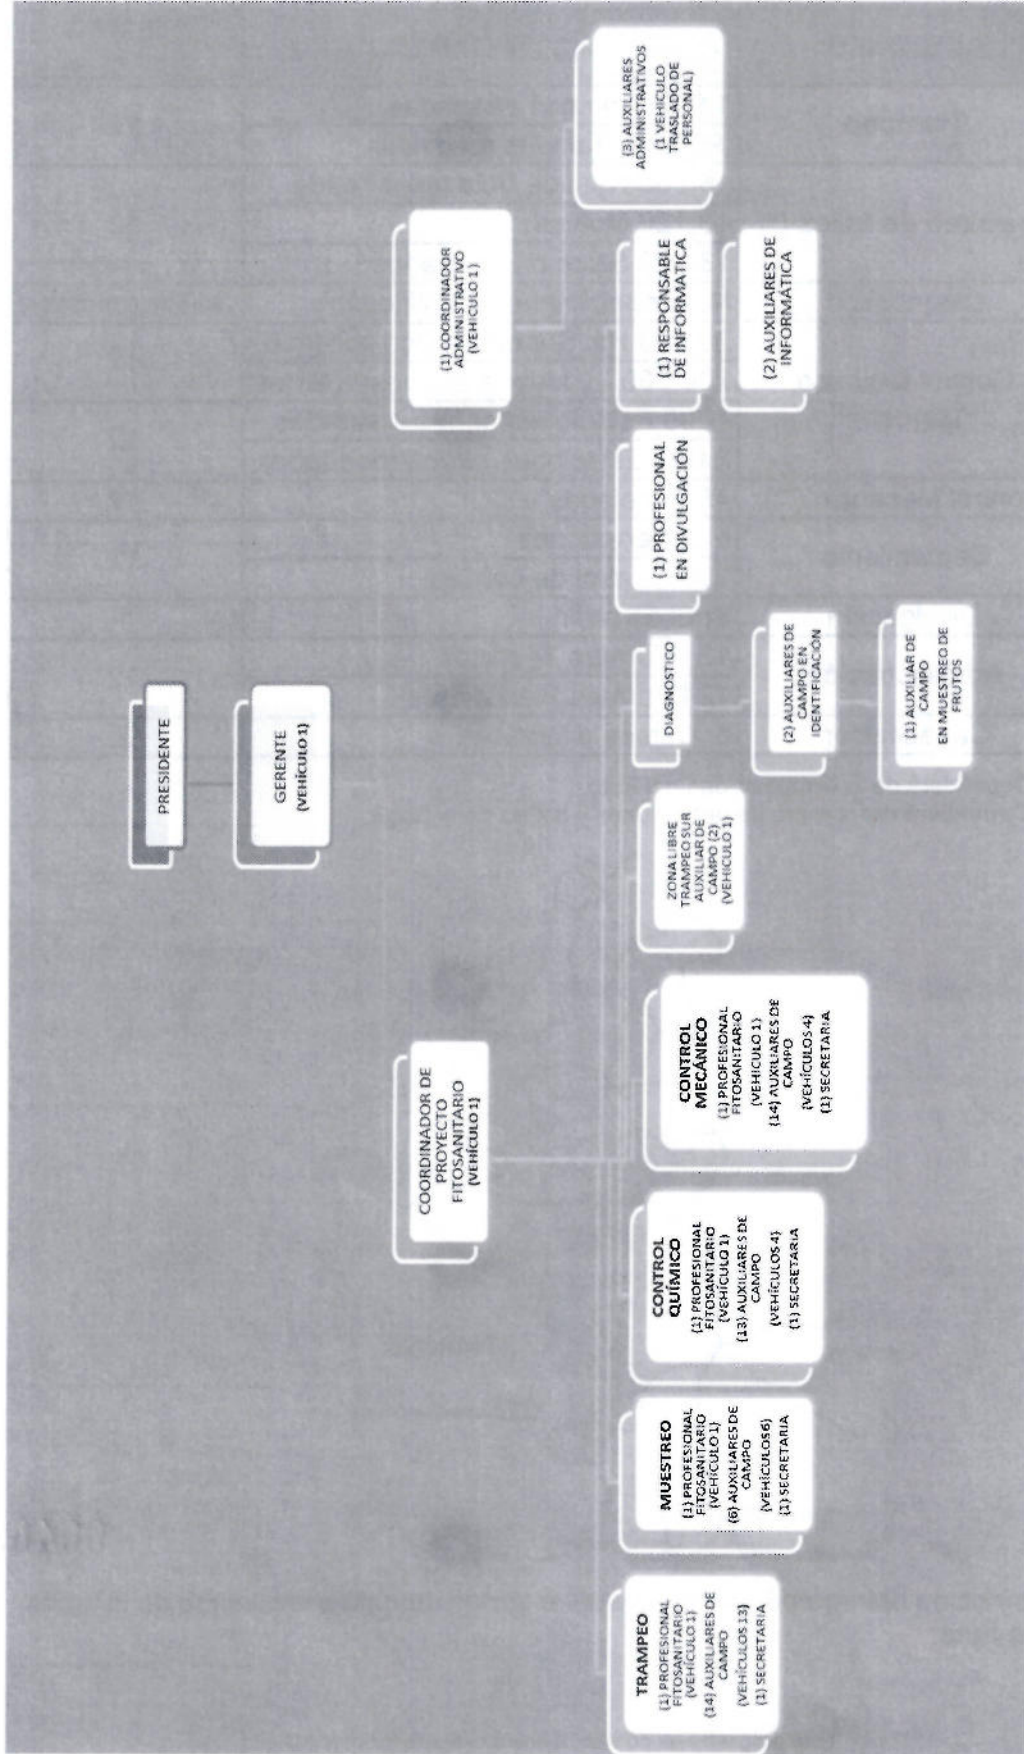 PRESIDENTE
GERENTE
(VEHÍCULO 1)
COORDINADOR DE
PROYECTO
FITOSANITARIO
(VEHÍCULO 1)
(1) COORDINADOR
ADMINISTRATIVO
(VEHICULO 1)
TRAMPEO
(1) PROFESIONAL
FITOSANITARIO
(VEHÍCULO 1)
(14) AUXILIARES DE
CAMPO
(VEHÍCULOS 13)
(1) SECRETARIA
MUESTREO
(1) PROFESIONAL
FITOSANITARIO
(VEHÍCULO 1)
(6) AUXILIARES DE
CAMPO
(VEHÍCULOS 6)
(1) SECRETARIA
CONTROL
QUÍMICO
(1) PROFESIONAL
FITOSANITARIO
(VEHÍCULO 1)
(13) AUXILIARES DE
CAMPO
(VEHÍCULOS 4)
(1) SECRETARIA
CONTROL
MECÁNICO
(1) PROFESIONAL
FITOSANITARIO
(VEHICULO 1)
(14) AUXILIARES DE
CAMPO
(VEHÍCULOS 4)
(1) SECRETARIA
ZONA LIBRE
TRAMPEO SUR
AUXILIAR DE
CAMPO (2)
(VEHICULO 1)
DIAGNOSTICO
(2) AUXILIARES DE
CAMPO EN
IDENTIFICACIÓN
(1) AUXILIAR DE
CAMPO
EN MUESTREO DE
FRUTOS
(1) PROFESIONAL
EN DIVULGACIÓN
(1) RESPONSABLE
DE INFORMATICA
(2) AUXILIARES DE
INFORMÁTICA
(3) AUXILIARES
ADMINISTRATIVOS
(1 VEHICULO
TRASLADO DE
PERSONAL)